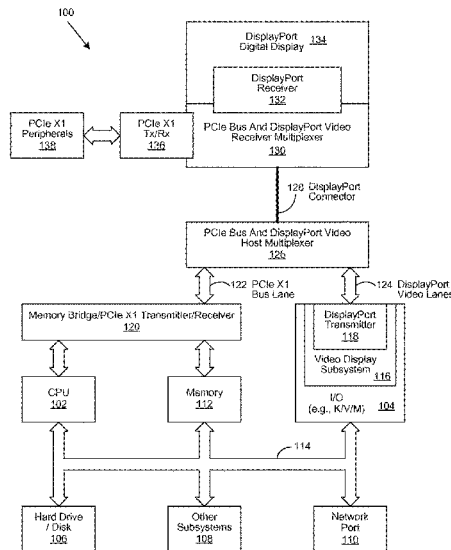 100
DisplayPort
Digital Display 134
DisplayPort
Receiver
132
PCIe X1
Peripherals
138
PCIe X1
Tx/Rx
136
PCIe Bus And DisplayPort Video
Receiver Multiplexer
130
128 DisplayPort
Connector
PCIe Bus And DisplayPort Video
Host Multiplexer
126
122 PCIe X1
Bus Lane
124 DisplayPort
Video Lanes
Memory Bridge/PCIe X1 Transmitter/Receiver
120
DisplayPort
Transmitter
118
Video Display
Subsystem 116
I/O
(e.g., K/V/M) 104
CPU
102
Memory
112
114
Hard Drive
/ Disk
106
Other
Subsystems
108
Network
Port
110